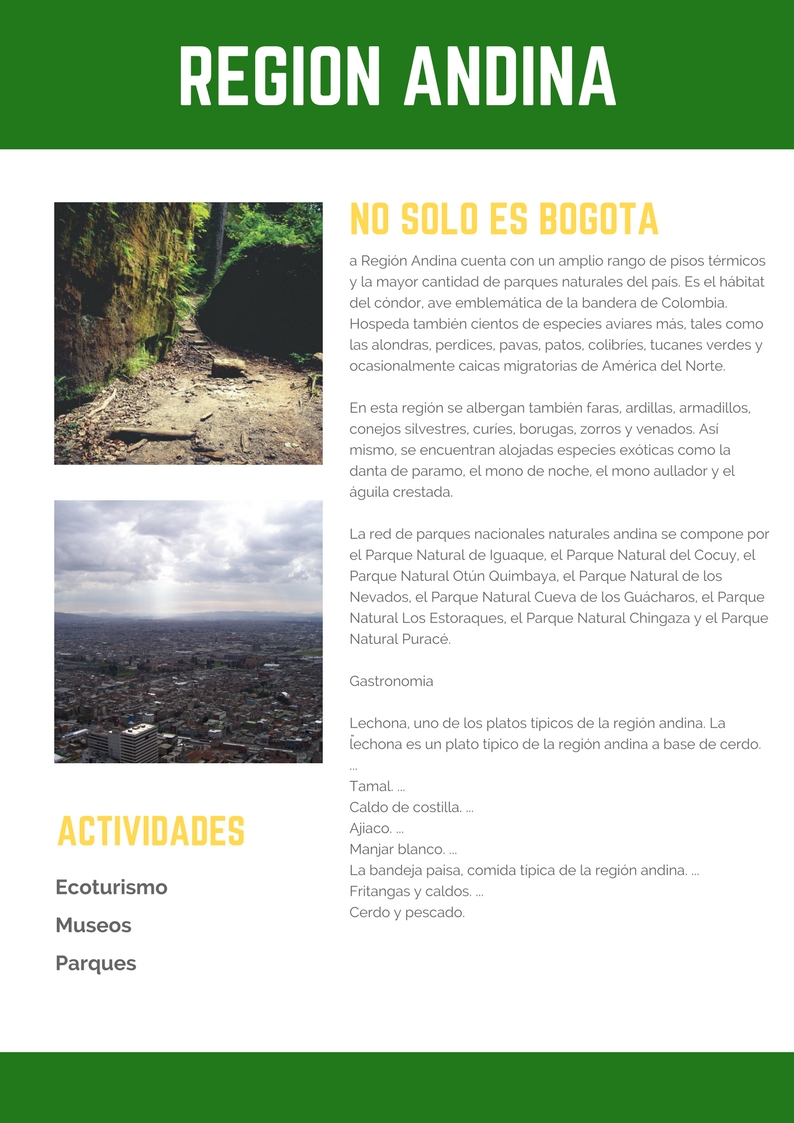 REGION ANDINA
NO SOLO ES BOGOTA
a Región Andina cuenta con un amplio rango de pisos térmicos
y la mayor cantidad de parques naturales del país. Es el hábitat
del cóndor, ave emblemática de la bandera de Colombia.
Hospeda también cientos de especies aviares más, tales como
las alondras, perdices, pavas, patos, colibríes, tucanes verdes y
ocasionalmente caicas migratorias de América del Norte.
En esta región se albergan también faras, ardillas, armadillos,
conejos silvestres, curíes, borugas, zorros y venados. Así
mismo, se encuentran alojadas especies exóticas como la
danta de paramo, el mono de noche, el mono aullador y el
águila crestada.
La red de parques nacionales naturales andina se compone por
el Parque Natural de Iguaque, el Parque Natural del Cocuy, el
Parque Natural Otún Quimbaya, el Parque Natural de los
Nevados, el Parque Natural Cueva de los Guácharos, el Parque
Natural Los Estoraques, el Parque Natural Chingaza y el Parque
Natural Puracé.
Gastronomia
Lechona, uno de los platos típicos de la región andina. La
lechona es un plato típico de la región andina a base de cerdo.
...
Tamal. ...
Caldo de costilla. ...
Ajiaco. ...
Manjar blanco. ...
La bandeja paisa, comida típica de la región andina. ...
Fritangas y caldos. ...
Cerdo y pescado.
ACTIVIDADES
Ecoturismo
Museos
Parques